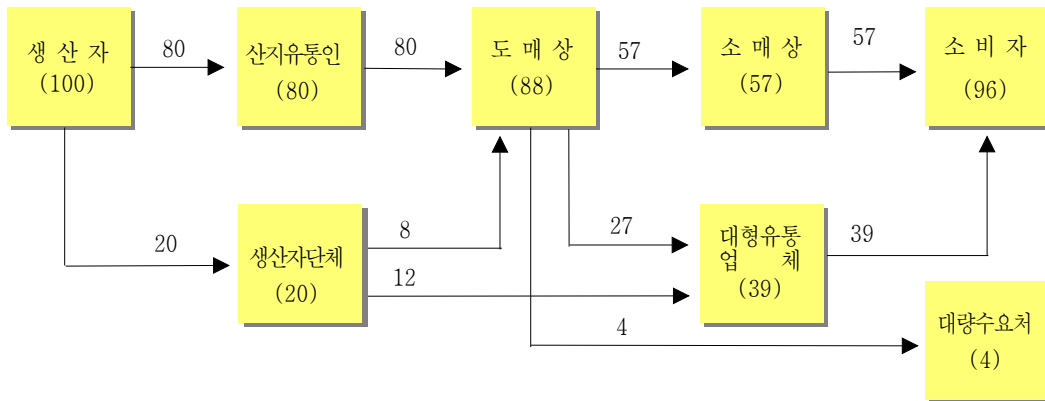 생 산 자
(100)
80
산지유통인
(80)
80
도 매 상
(88)
57
소 매 상
(57)
57
소 비 자
(96)
20
생산자단체
(20)
8
12
27
대형유통
업 체
(39)
39
4
대량수요처
(4)